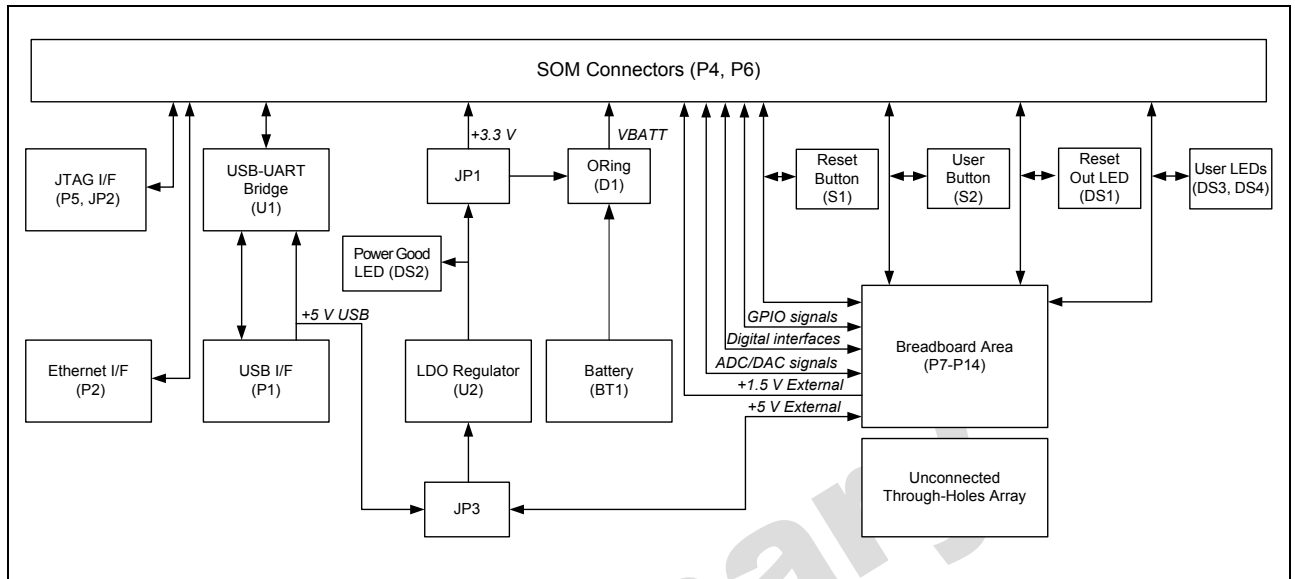 SOM Connectors (P4, P6)
+3.3 V
VBATT
JTAG I/F
(P5, JP2)
USB-UART
Bridge
(U1)
JP1
ORing
(D1)
Reset
Button
(S1)
User
Button
(S2)
Reset
Out LED
(DS1)
User LEDs
(DS3, DS4)
Power Good
LED (DS2)
+5 V USB
GPIO signals
Digital interfaces
ADC/DAC signals
+1.5 V External
+5 V External
Breadboard Area
(P7-P14)
Ethernet I/F
(P2)
USB I/F
(P1)
LDO Regulator
(U2)
Battery
(BT1)
JP3
Unconnected
Through-Holes Array